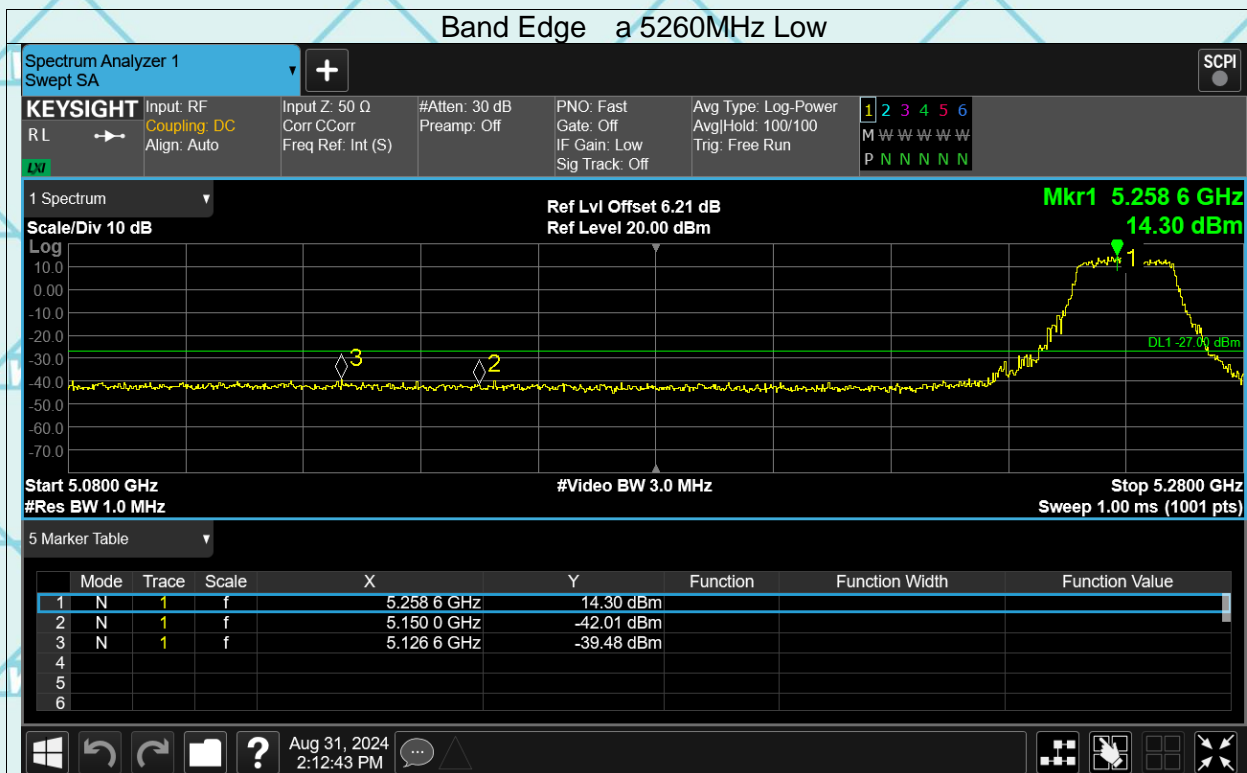 Band Edge a 5260MHz Low
Spectrum Analyzer 1
Swept SA
+
SCPI
KEYSIGHT Input: RF Input Z: 50 Ω #Atten: 30 dB PNO: Fast Avg Type: Log-Power 1 2 3 4 5 6
RL Coupling: DC Corr CCorr Preamp: Off Gate: Off Avg|Hold: 100/100 M W W W W W W
Align: Auto Freq Ref: Int (S) IF Gain: Low Trig: Free Run
LXI Sig Track: Off P N N N N N
1 Spectrum
Ref Lvl Offset 6.21 dB
Mkr1 5.258 6 GHz
Scale/Div 10 dB Ref Level 20.00 dBm 14.30 dBm
Log
1
10.0
0.00
-10.0
-20.0
DL1 -27.00 dBm
-30.0
3
2
-40.0
-50.0
-60.0
-70.0
Start 5.0800 GHz #Video BW 3.0 MHz Stop 5.2800 GHz
#Res BW 1.0 MHz Sweep 1.00 ms (1001 pts)
5 Marker Table
Mode Trace Scale X Y Function Function Width Function Value
1 N 1 f 5.258 6 GHz 14.30 dBm
2 N 1 f 5.150 0 GHz -42.01 dBm
3 N 1 f 5.126 6 GHz -39.48 dBm
4
5
6
?
Aug 31, 2024
2:12:43 PM